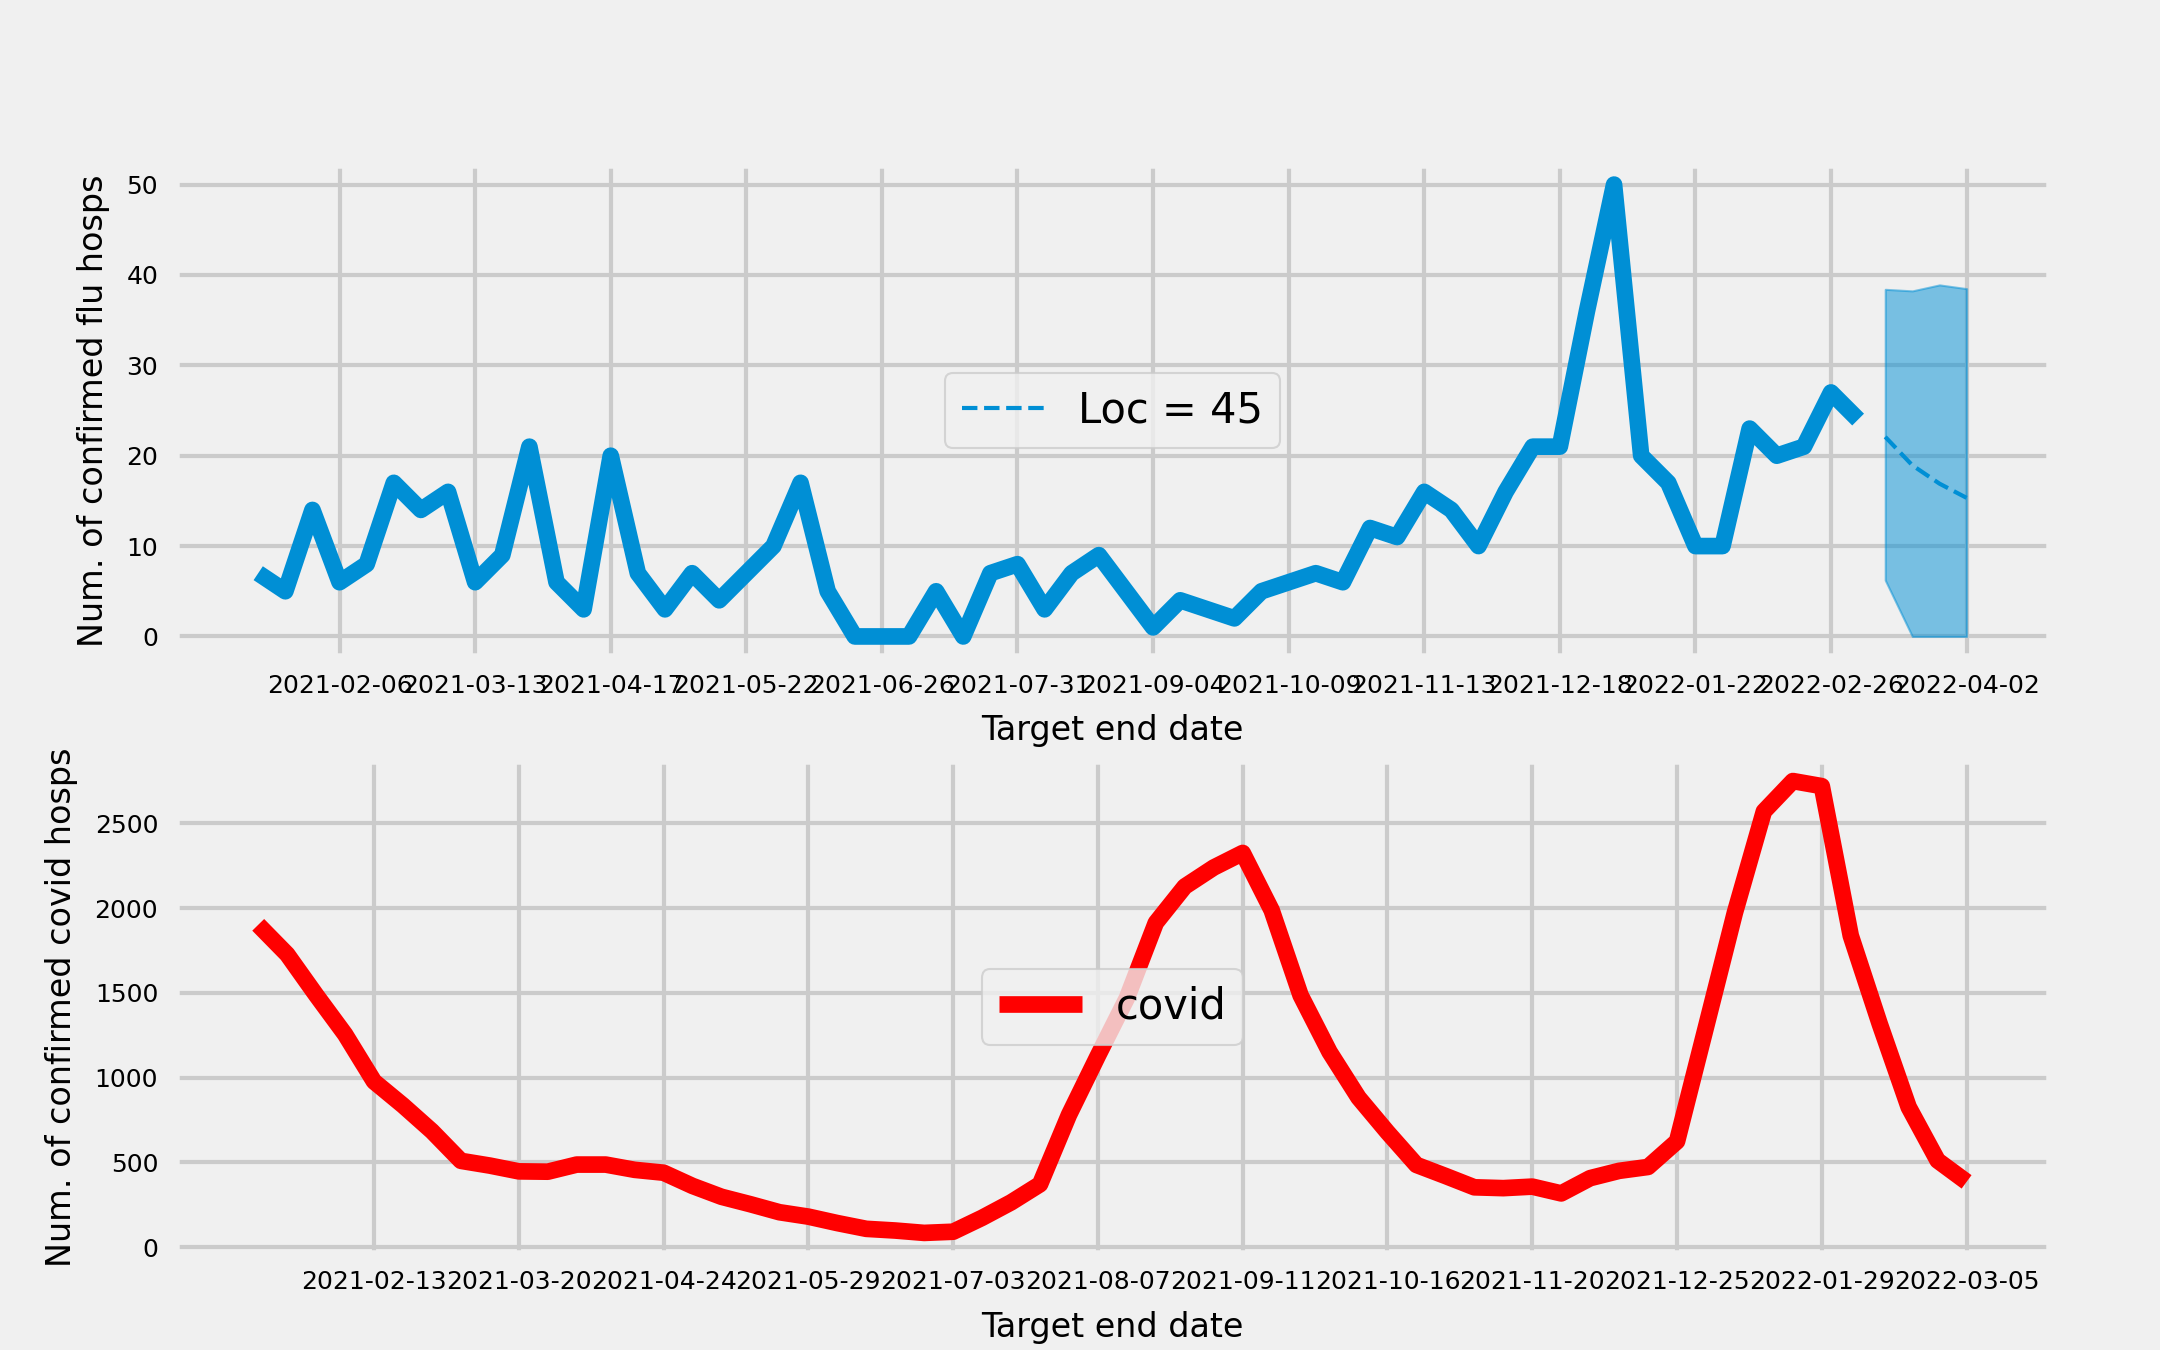 Num. of confirmed flu hosps
50
40
30
20
10
0
Loc = 45
2021-02-06 2021-03-13 2021-04-17 2021-05-22 2021-06-26 2021-07-31 2021-09-04 2021-10-09 2021-11-13 2021-12-18 2022-01-22 2022-02-26 2022-04-02
Target end date
Num. of confirmed covid hosps
2500
2000
1500
1000
500
0
covid
2021-02-13 2021-03-20 2021-04-24 2021-05-29 2021-07-03 2021-08-07 2021-09-11 2021-10-16 2021-11-20 2021-12-25 2022-01-29 2022-03-05
Target end date